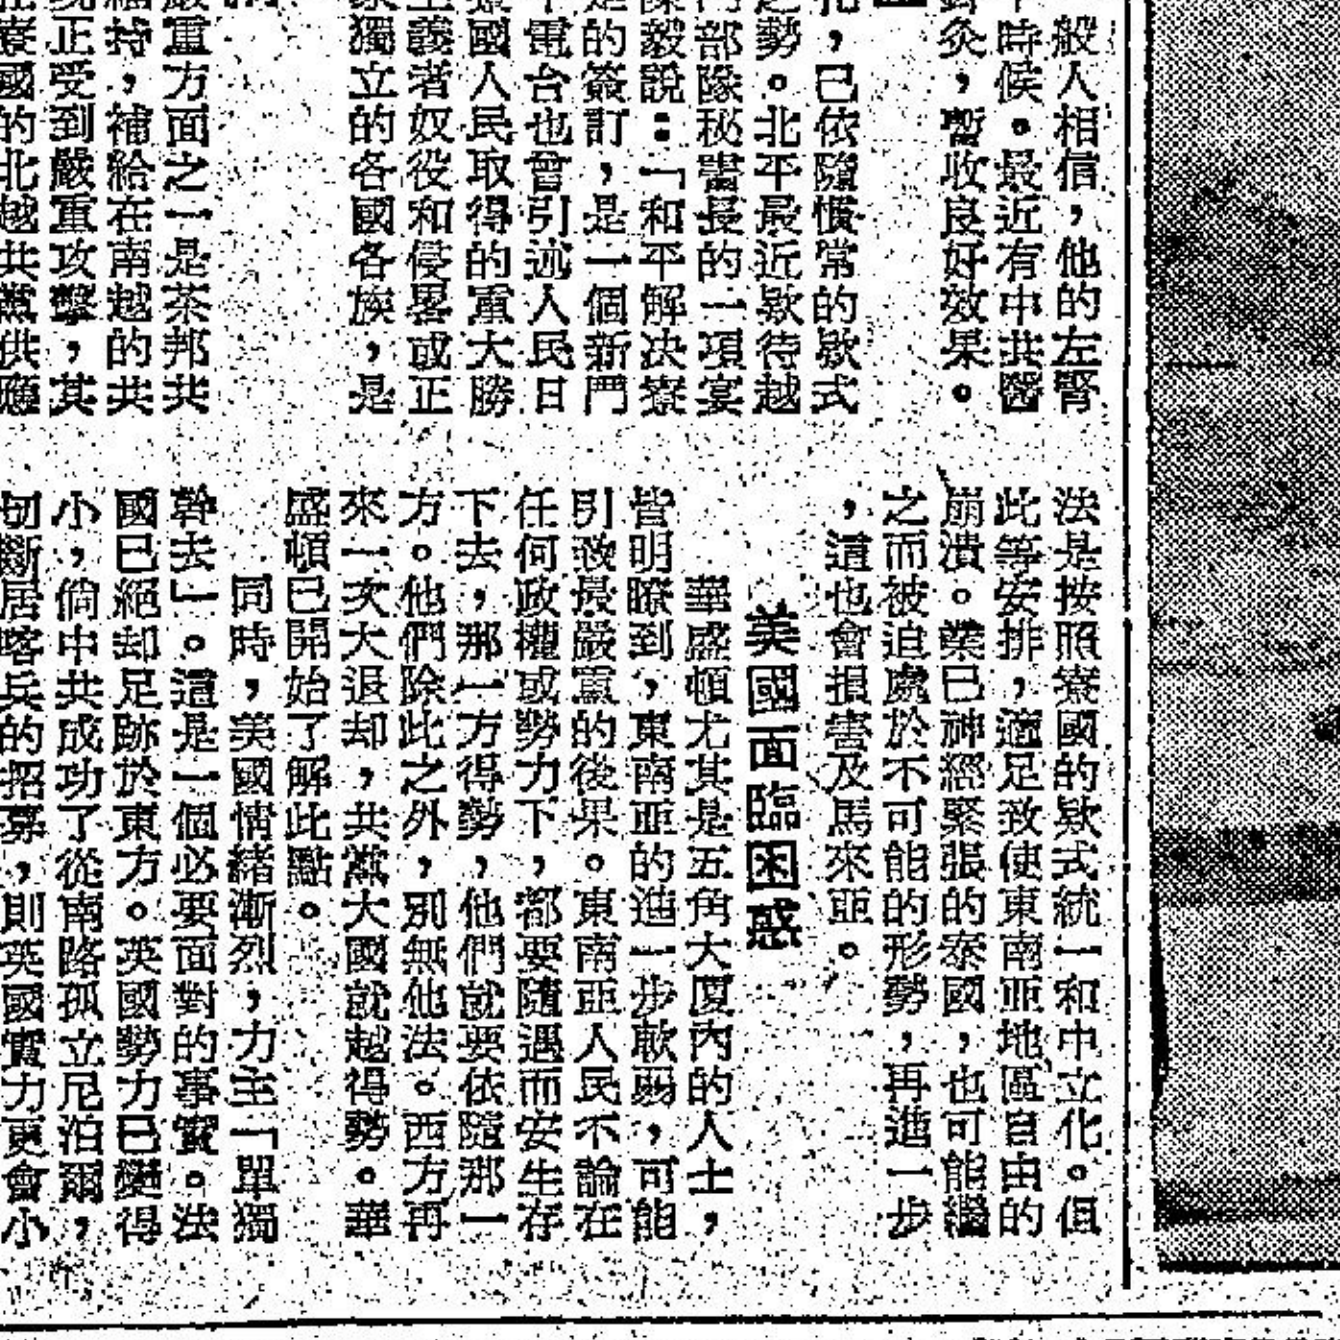 般人相信，他的左腎
時候。最近有中共醫
灸，暫收良好效果。
，已依隨慣常的欵式
之勢。北平最近欵待越
部隊秘書長的一項宴
陳毅說：「和平解决寮
的簽訂，是一個新鬥
電台也曾引述人民日
國人民取得的重大勝
主義者奴役和侵畧或正
獨立的各國各族，是
嚴重方面之一是茶邦共
持，補給在南越的共
正受到嚴重攻擊，其
寮國的北越共黨供應
法是按照寮國的欵式統一和中立化。但
此等安排，適足致使東南亞地區自由的
崩潰。業已神經緊張的泰國，也可能繼
之而被迫處於不可能的形勢，再進一步
，這也會損害及馬來亞。
美國面臨困惑
華盛頓尤其是五角大廈內的人士，
皆明瞭到，東南亞的進一步軟弱，可能
引致最嚴重的後果。東南亞人民不論在
任何政權或勢力下，都要隨遇而安生存
下去，那一方得勢，他們就要依隨那一
方。他們除此之外，別無他法。西方再
來一次大退却，共黨大國就越得勢。華
盛頓已開始了解此點。
同時，美國情緒漸烈，力主「單獨
幹去」。這是一個必要面對的事實。法
國已絕却足跡於東方。英國勢力已變得
小，倘中共成功了從南路孤立尼泊爾，
切斷居喀兵的招募，則英國實力更會小